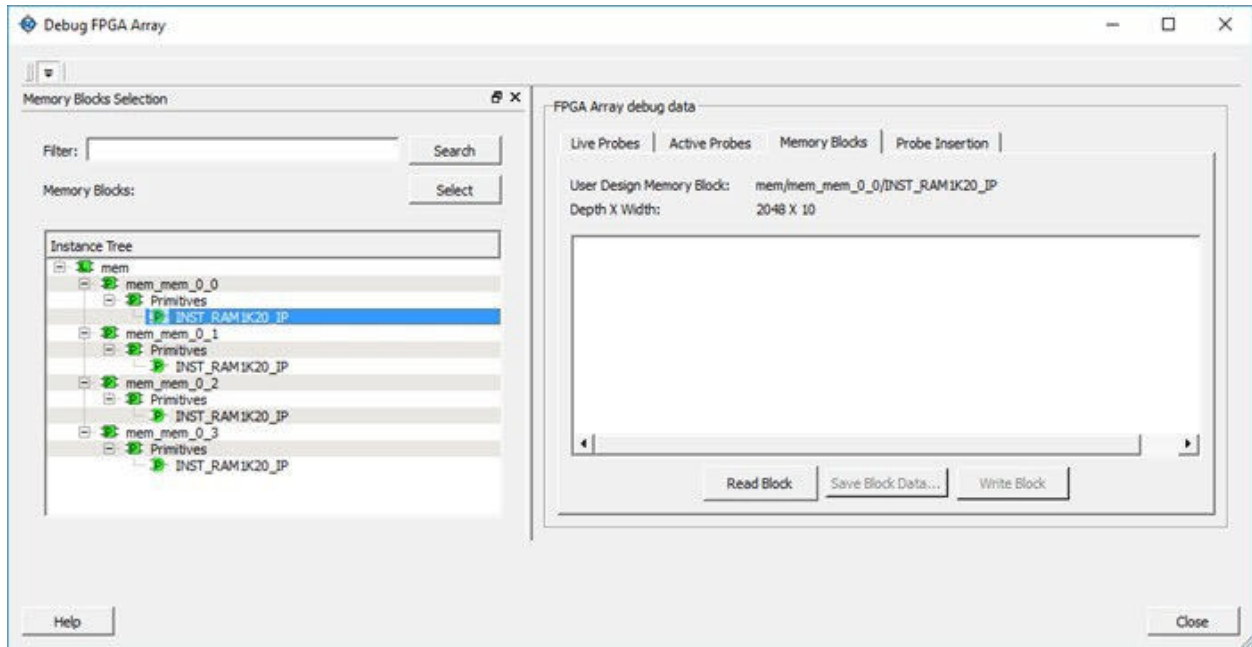 Debug FPGA Array
Memory Blocks Selection
Filter:
Search
Memory Blocks:
Select
Instance Tree
mem
mem_mem_0_0
Primitives
INST_RAM1K20_IP
mem_mem_0_1
Primitives
INST_RAM1K20_IP
mem_mem_0_2
Primitives
INST_RAM1K20_IP
mem_mem_0_3
Primitives
INST_RAM1K20_IP
FPGA Array debug data
Live Probes Active Probes Memory Blocks Probe Insertion
User Design Memory Block: mem/mem_mem_0_0/INST_RAM1K20_IP
Depth X Width: 2048 X 10
Read Block Save Block Data... Write Block
Help
Close